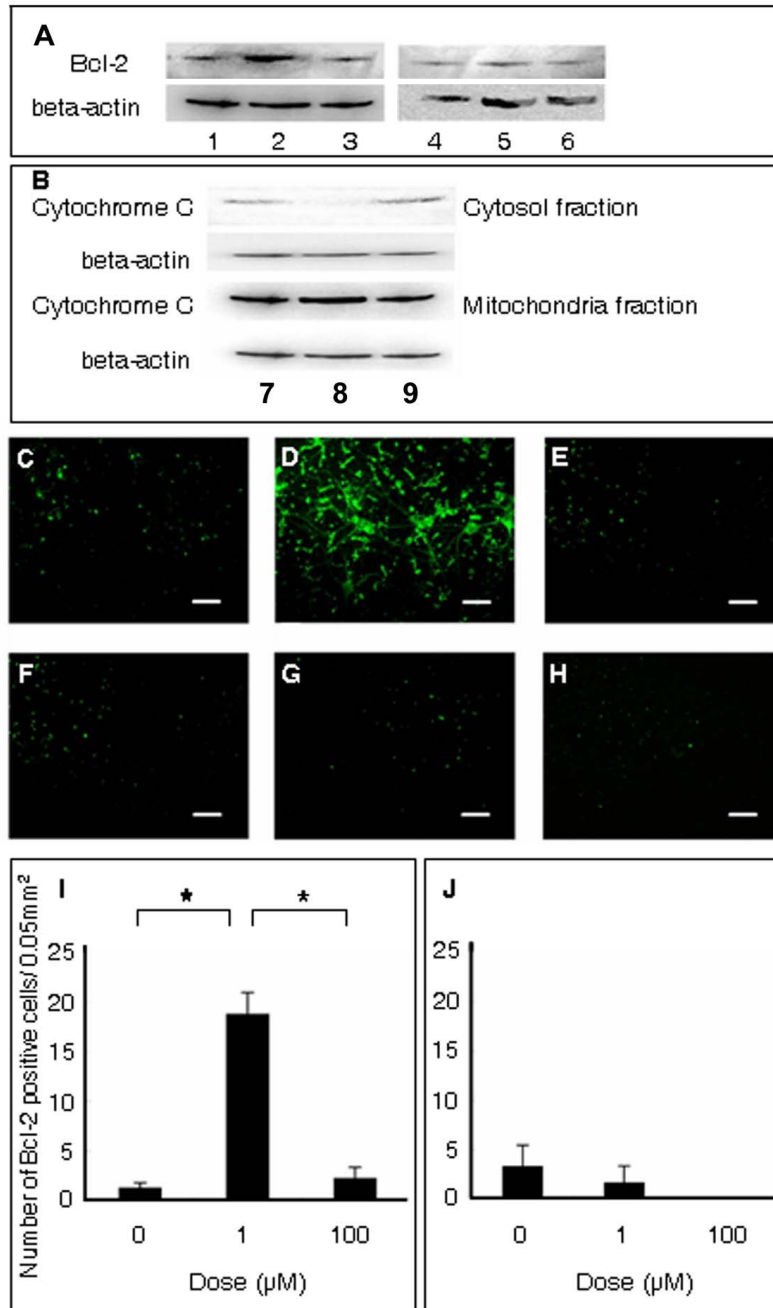 A
Bcl-2
beta-actin
1 2 3 4 5 6
B
Cytochrome C Cytosol fraction
beta-actin
Cytochrome C Mitochondria fraction
beta-actin
7 8 9
C D E
F G H
I
* *
Number of Bcl-2 positive cells/ 0.05mm²
25
20
15
10
5
0
0 1 100
Dose (µM)
J
25
20
15
10
5
0
0 1 100
Dose (µM)